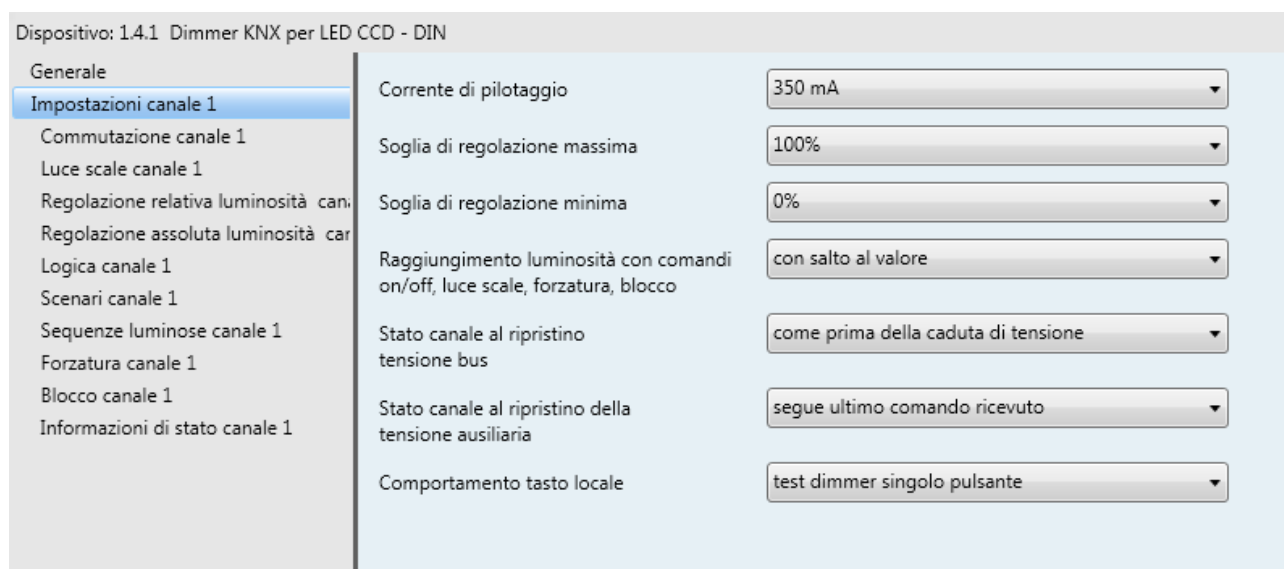 Dispositivo: 1.4.1 Dimmer KNX per LED CCD - DIN
Generale
Impostazioni canale 1
Commutazione canale 1
Luce scale canale 1
Regolazione relativa luminosità
Regolazione assoluta luminosità
Logica canale 1
Scenari canale 1
Sequenze luminose canale 1
Forzatura canale 1
Blocco canale 1
Informazioni di stato canale 1
Corrente di pilotaggio
350 mA
Soglia di regolazione massima
100%
Soglia di regolazione minima
0%
Raggiungimento luminosità con comandi
on/off, luce scale, forzatura, blocco
con salto al valore
Stato canale al ripristino
tensione bus
come prima della caduta di tensione
Stato canale al ripristino della
tensione ausiliaria
segue ultimo comando ricevuto
Comportamento tasto locale
test dimmer singolo pulsante